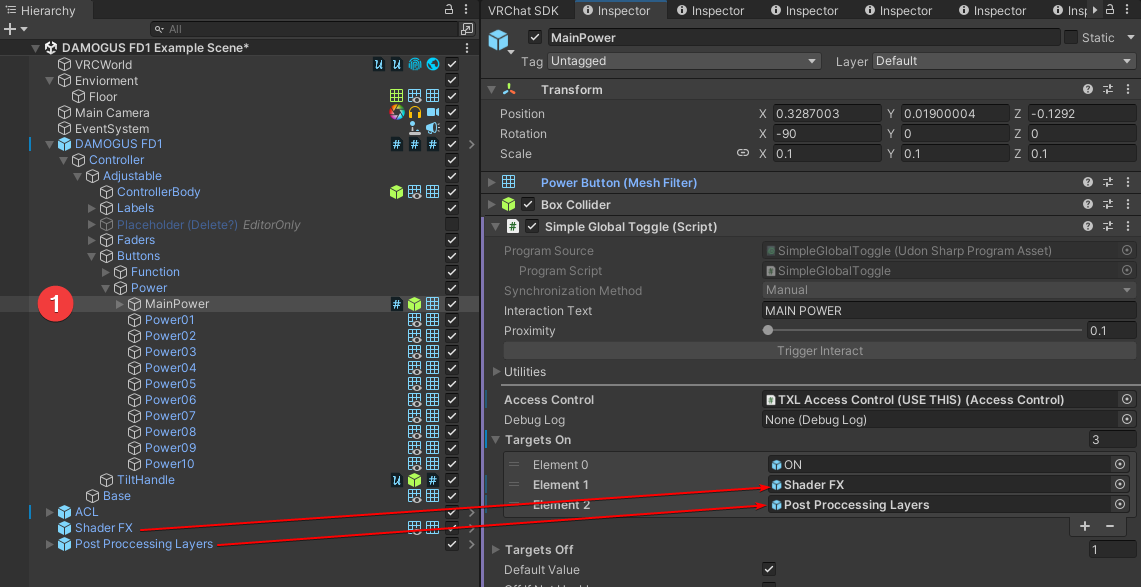 Hierarchy
All
DAMOGUS FD1 Example Scene*
VRCWorld
Enviorment
Floor
Main Camera
EventSystem
DAMOGUS FD1
Controller
Adjustable
ControllerBody
Labels
Placeholder (Delete?) EditorOnly
Faders
Buttons
Function
Power
1
MainPower
Power01
Power02
Power03
Power04
Power05
Power06
Power07
Power08
Power09
Power10
TiltHandle
Base
ACL
Shader FX
Post Proccessing Layers
VRChat SDK Inspector Inspector Inspector Inspector Inspector Insp
MainPower Static
Tag Untagged Layer Default
Transform
Position X 0.3287003 Y 0.01900004 Z -0.1292
Rotation X -90 Y 0 Z 0
Scale X 0.1 Y 0.1 Z 0.1
Power Button (Mesh Filter)
Box Collider
# Simple Global Toggle (Script)
Program Source SimpleGlobalToggle (Udon Sharp Program Asset)
Program Script SimpleGlobalToggle
Synchronization Method Manual
Interaction Text MAIN POWER
Proximity 0.1
Trigger Interact
Utilities
Access Control TXL Access Control (USE THIS) (Access Control)
Debug Log None (Debug Log)
Targets On 3
Element 0 ON
Element 1 Shader FX
Element 2 Post Proccessing Layers
+ −
Targets Off 1
Default Value